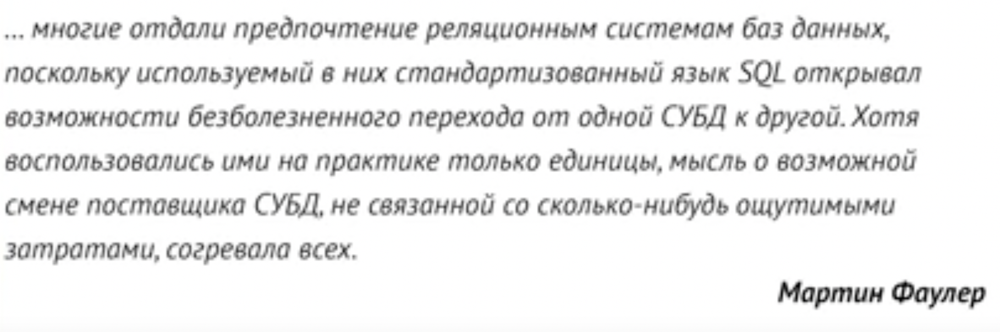 ... многие отдали предпочтение реляционным системам баз данных,
поскольку используемый в них стандартизованный язык SQL открывал
возможности безболезненного перехода от одной СУБД к другой. Хотя
воспользовались ими на практике только единицы, мысль о возможной
смене поставщика СУБД, не связанной со сколько-нибудь ощутимыми
затратами, согревала всех.
Мартин Фаулер